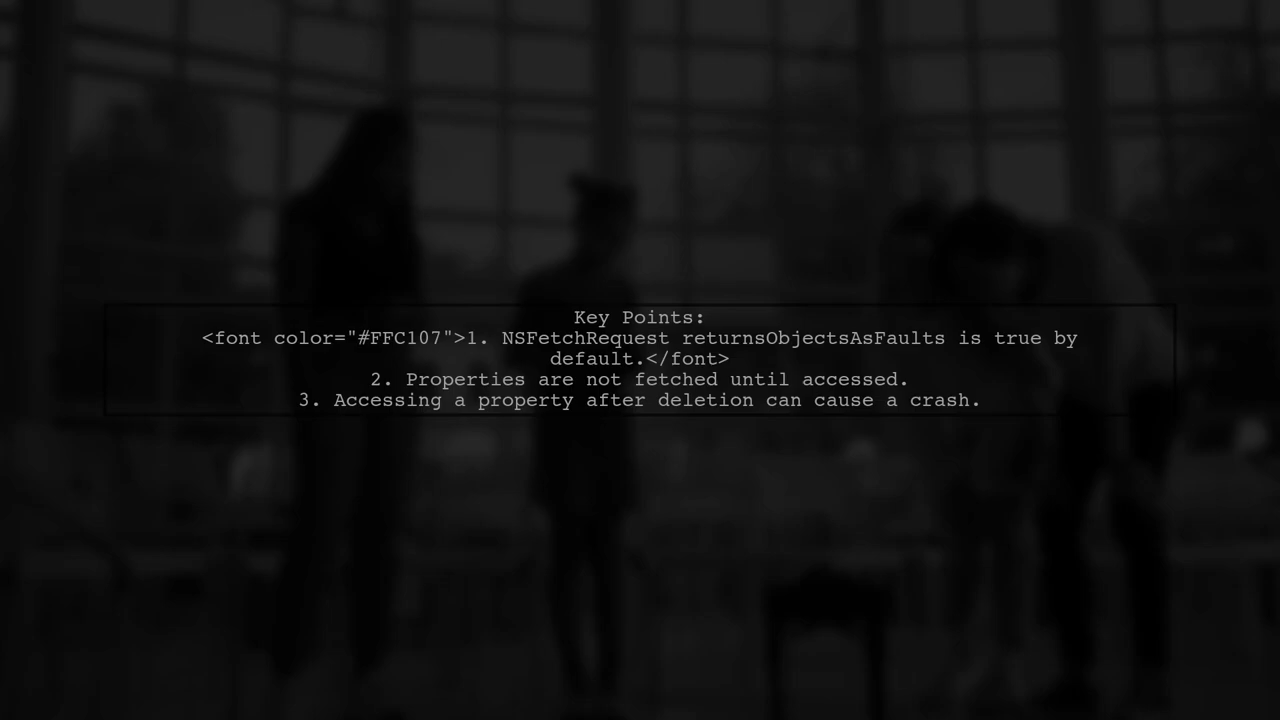 Key Points:
<font color="#FFC107">1. NSFetchRequest returnsObjectsAsFaults is true by
default.</font>
2. Properties are not fetched until accessed.
3. Accessing a property after deletion can cause a crash.